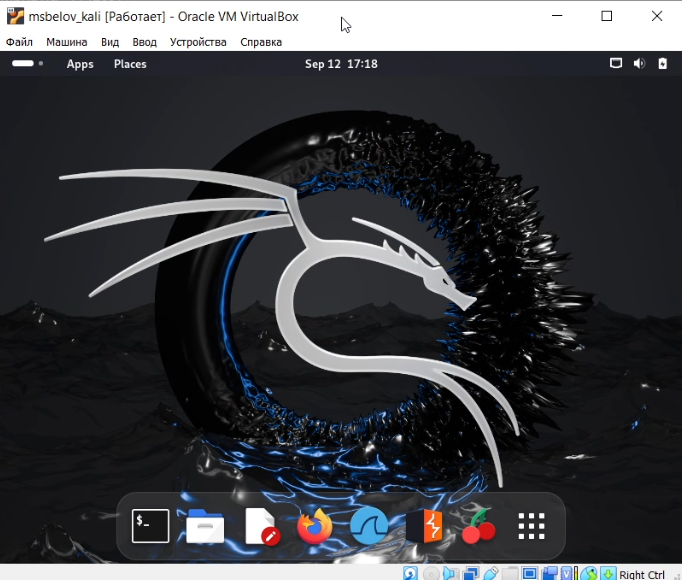 msbelov_kali [Работает] - Oracle VM VirtualBox
Файл Машина Вид Ввод Устройства Справка
Apps Places Sep 12 17:18
$_
Right Ctrl